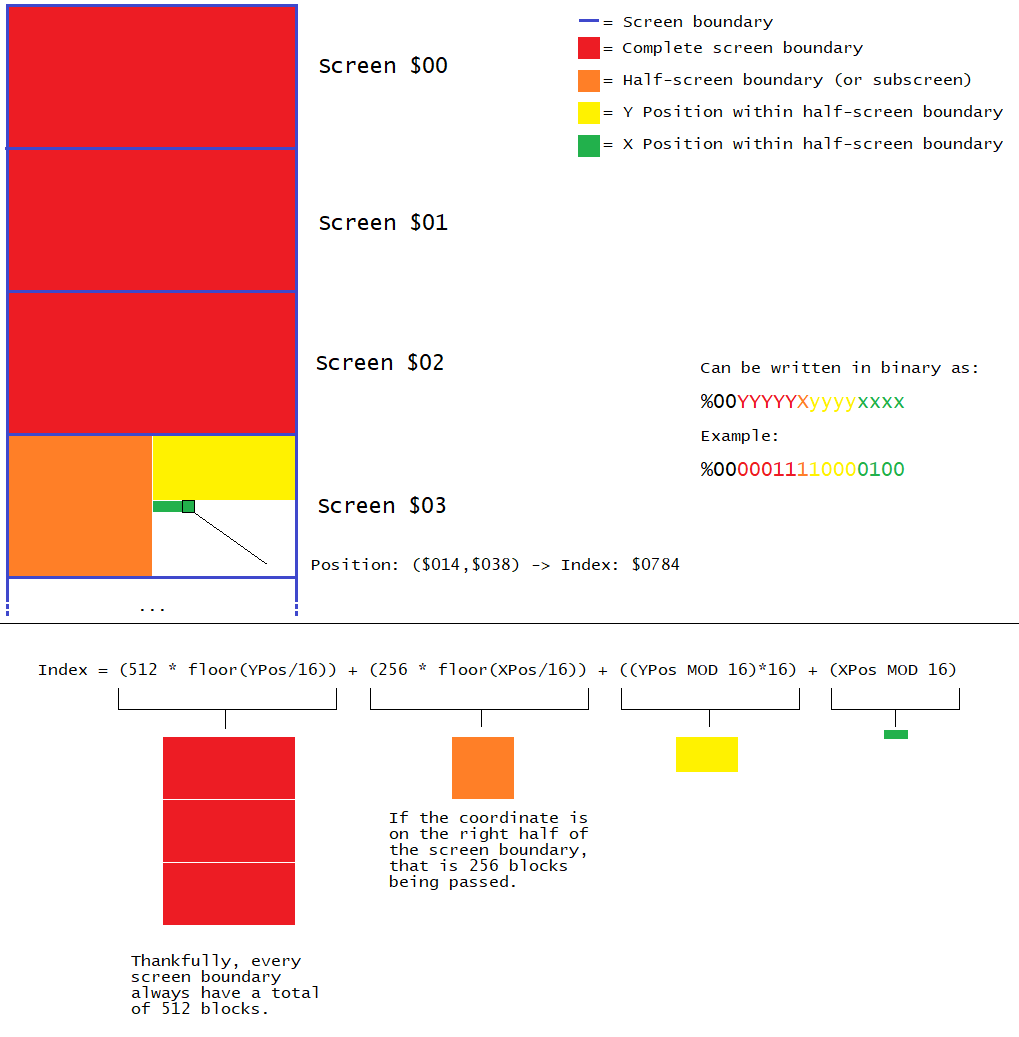 Screen $00
= Screen boundary
= Complete screen boundary
= Half-screen boundary (or subscreen)
= Y Position within half-screen boundary
= X Position within half-screen boundary
Screen $01
Screen $02
Can be written in binary as:
%00YYYYYXyyyyxxxx
Example:
%0000011110000100
Screen $03
Position: ($014,$038) -> Index: $0784
...
Index = (512 * floor(YPos/16)) + (256 * floor(XPos/16)) + ((YPos MOD 16)*16) + (XPos MOD 16)
If the coordinate is
on the right half of
the screen boundary,
that is 256 blocks
being passed.
Thankfully, every
screen boundary
always have a total
of 512 blocks.